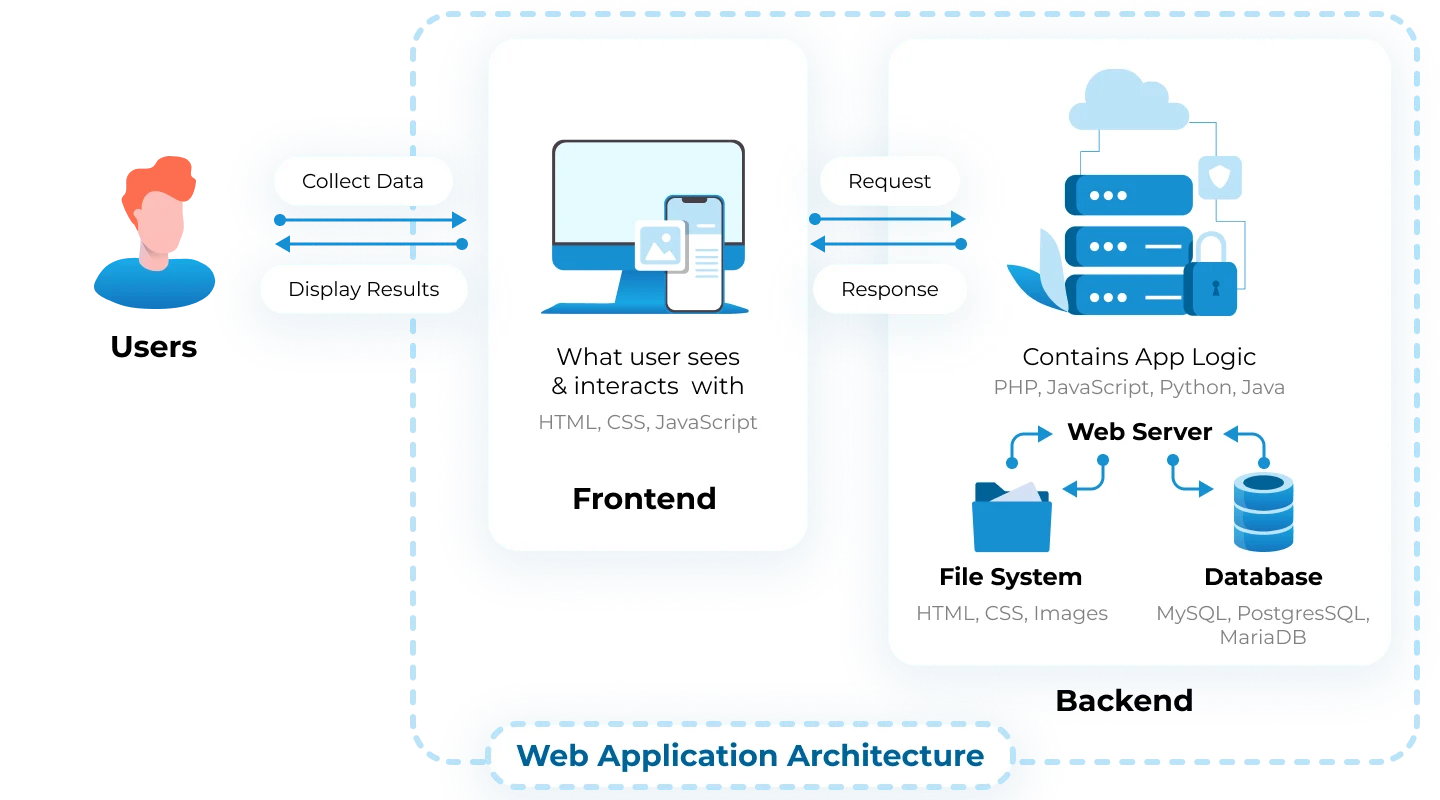 Collect Data
Display Results
Users
What user sees
& interacts with
HTML, CSS, JavaScript
Frontend
Request
Response
Contains App Logic
PHP, JavaScript, Python, Java
Web Server
File System
HTML, CSS, Images
Database
MySQL, PostgresSQL,
MariaDB
Backend
Web Application Architecture